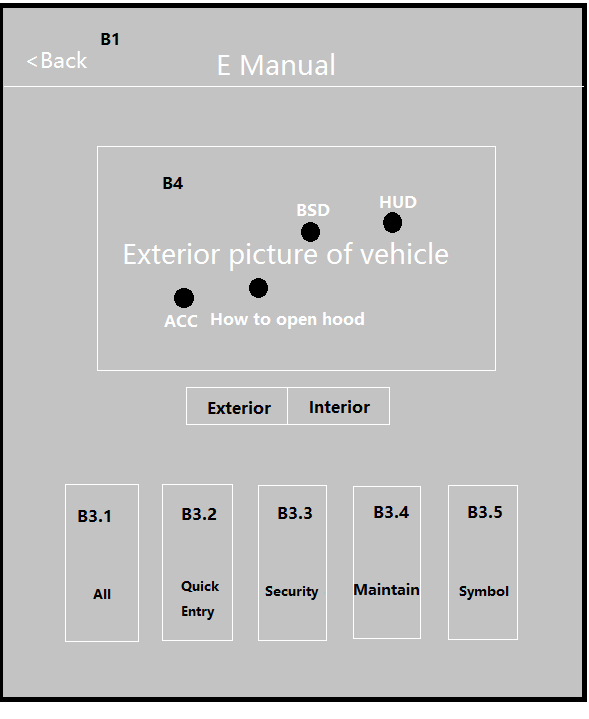 B1
<Back
E Manual
B4
BSD
HUD
Exterior picture of vehicle
ACC
How to open hood
Exterior
Interior
B3.1
All
B3.2
Quick
Entry
B3.3
Security
B3.4
Maintain
B3.5
Symbol